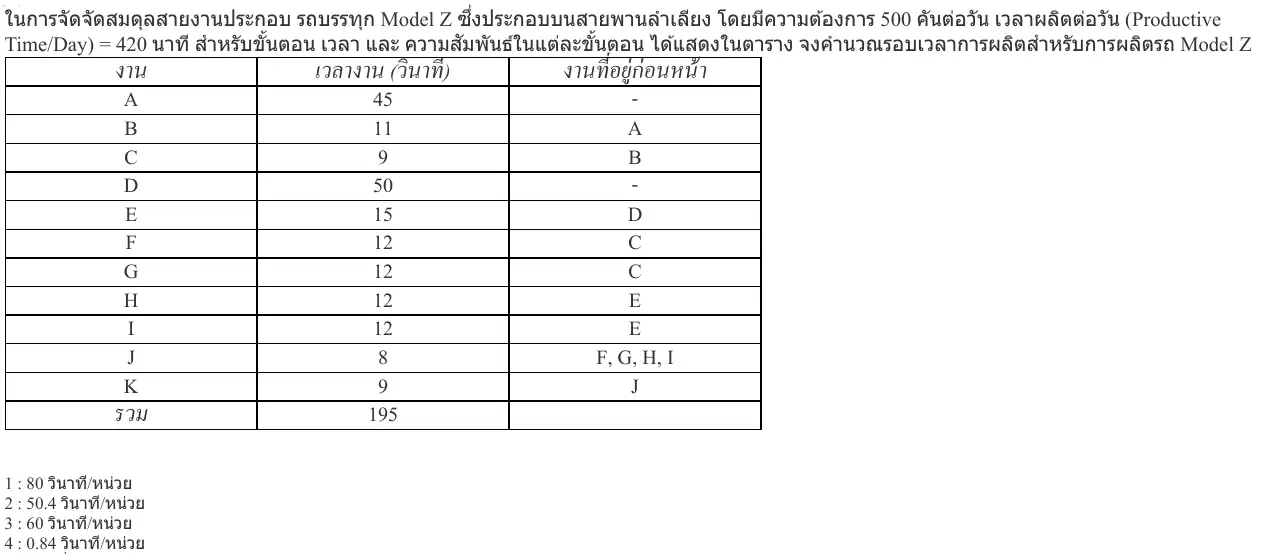 ในการจัดจัดสมดุลสายงานประกอบ รถบรรทุก Model Z ซึ่งประกอบบนสายพานลำเลียง โดยมีความต้องการ 500 คันต่อวัน เวลาผลิตต่อวัน (Productive
Time/Day) = 420 นาที สำหรับขั้นตอน เวลา และ ความสัมพันธ์ในแต่ละขั้นตอน ได้แสดงในตาราง จงคำนวณรอบเวลาการผลิตสำหรับการผลิตรถ Model Z
งาน เวลางาน (วินาที) งานที่อยู่ก่อนหน้า
A 45 -
B 11 A
C 9 B
D 50 -
E 15 D
F 12 C
G 12 C
H 12 E
I 12 E
J 8 F, G, H, I
K 9 J
รวม 195
1 : 80 วินาที/หน่วย
2 : 50.4 วินาที/หน่วย
3 : 60 วินาที/หน่วย
4 : 0.84 วินาที/หน่วย